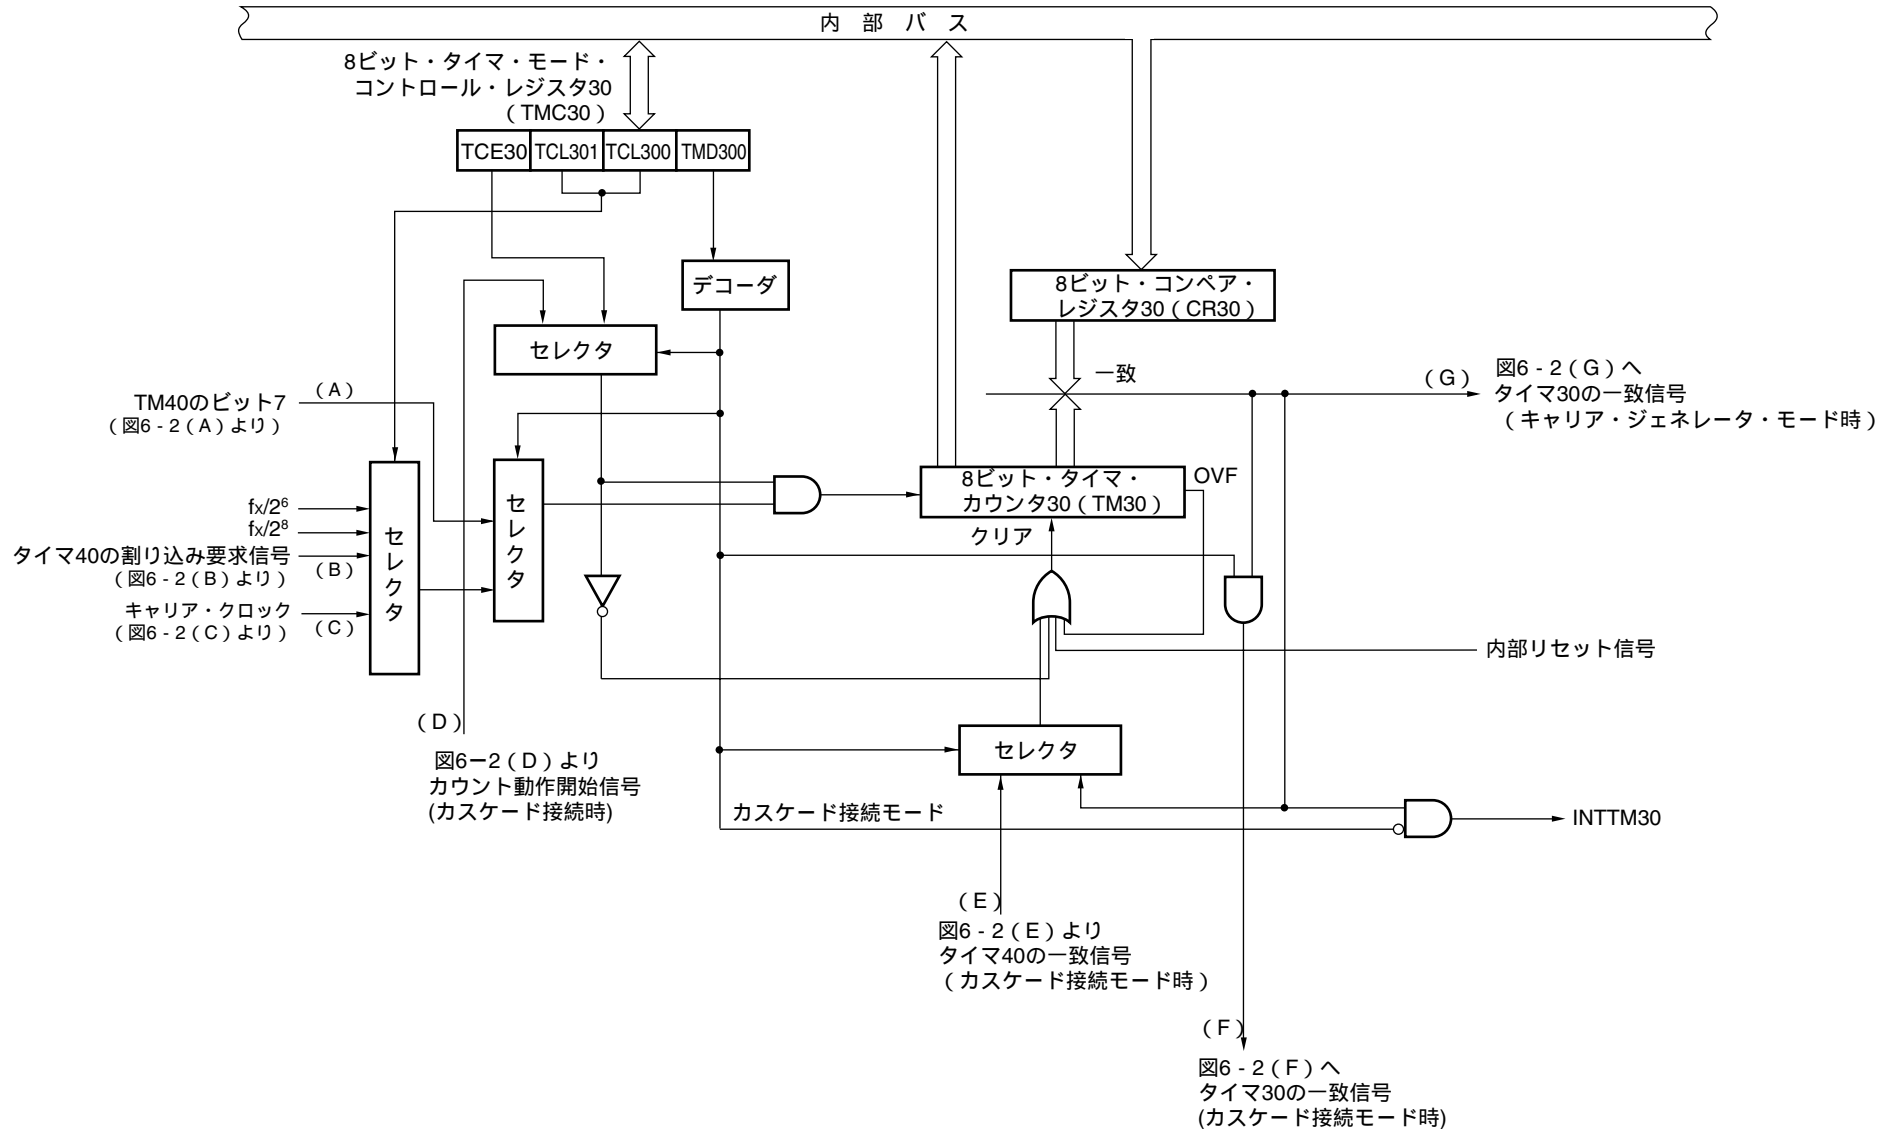 内 部 バ ス
8ビット・タイマ・モード・
コントロール・レジスタ30
（TMC30）
TCE30 TCL301 TCL300 TMD300
デコーダ
8ビット・コンペア・
レジスタ30（CR30）
セレクタ
一致
（G）
図6 - 2（G）へ
タイマ30の一致信号
（キャリア・ジェネレータ・モード時）
TM40のビット7
（A）
（図6 - 2（A）より）
8ビット・タイマ・
カウンタ30（TM30）
OVF
クリア
セレクタ
セレクタ
fx/2⁶
fx/2⁸
タイマ40の割り込み要求信号
（図6 - 2（B）より）
（B）
キャリア・クロック
（図6 - 2（C）より）
（C）
内部リセット信号
（D）
図6ー2（D）より
カウント動作開始信号
(カスケード接続時)
セレクタ
カスケード接続モード
INTTM30
（E）
図6 - 2（E）より
タイマ40の一致信号
（カスケード接続モード時）
（F）
図6 - 2（F）へ
タイマ30の一致信号
(カスケード接続モード時)